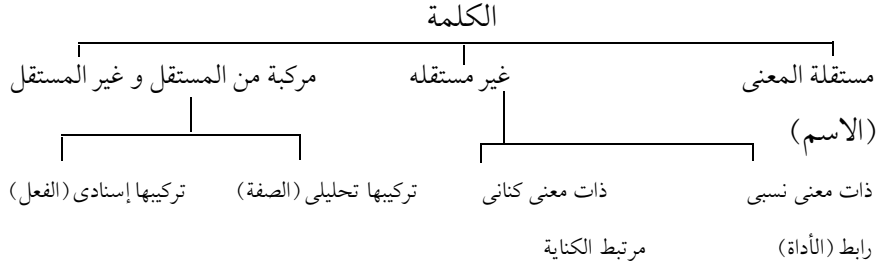 الكلمة
مستقلة المعنى غير مستقله مركبة من المستقل و غير المستقل
(الاسم)
ذات معنى نسبى ذات معنى كنائى تركيبها تحليلى (الصفة) تركيبها إسنادى (الفعل)
رابط (الأداة) مرتبط الكناية